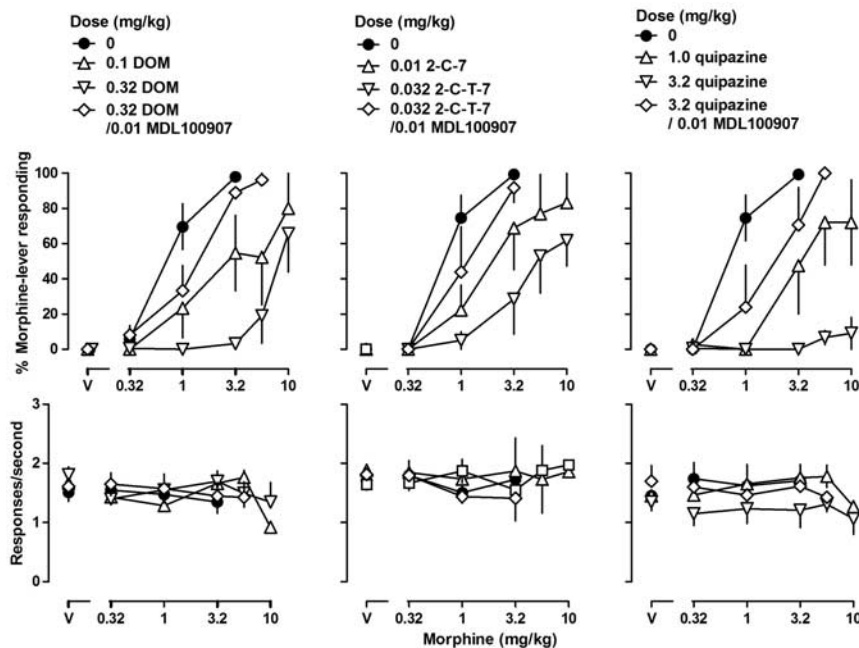 Dose (mg/kg)
0
0.1 DOM
0.32 DOM
0.32 DOM
/0.01 MDL100907
Dose (mg/kg)
0
0.01 2-C-7
0.032 2-C-T-7
0.032 2-C-T-7
/0.01 MDL100907
Dose (mg/kg)
0
1.0 quipazine
3.2 quipazine
3.2 quipazine
/ 0.01 MDL100907
% Morphine-lever responding
100
80
60
40
20
0
V
0.32
1
3.2
10
V
0.32
1
3.2
10
V
0.32
1
3.2
10
Responses/second
3
2
1
0
V
0.32
1
3.2
10
V
0.32
1
3.2
10
V
0.32
1
3.2
10
Morphine (mg/kg)